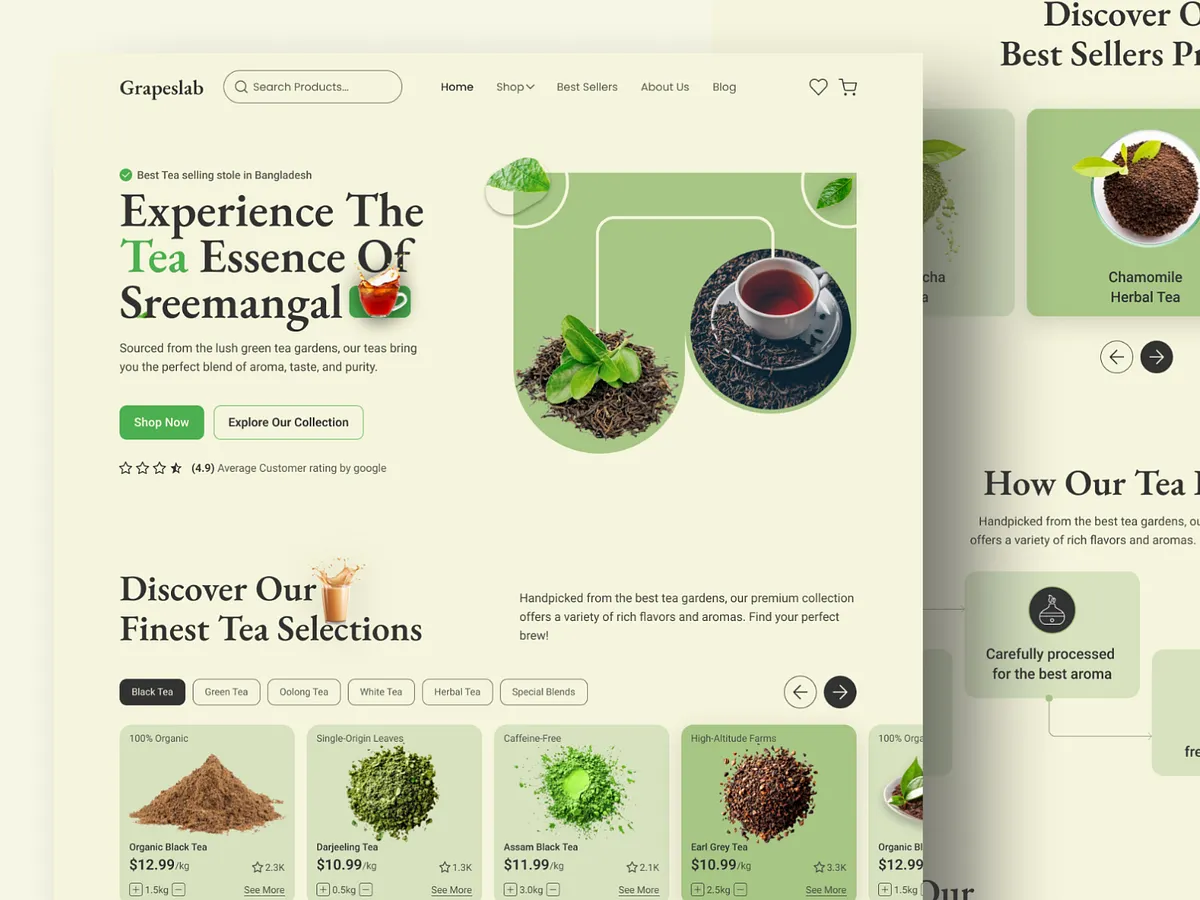 Grapeslab
Search Products...
Home
Shop
Best Sellers
About Us
Blog
Best Tea selling stole in Bangladesh
Experience The
Tea Essence Of
Sreemangal
Sourced from the lush green tea gardens, our teas bring
you the perfect blend of aroma, taste, and purity.
Shop Now
Explore Our Collection
(4.9) Average Customer rating by google
Discover Our
Finest Tea Selections
Handpicked from the best tea gardens, our premium collection
offers a variety of rich flavors and aromas. Find your perfect
brew!
Black Tea
Green Tea
Oolong Tea
White Tea
Herbal Tea
Special Blends
100% Organic
Organic Black Tea
$12.99/kg
2.3K
1.5kg
See More
Single-Origin Leaves
Darjeeling Tea
$10.99/kg
1.3K
0.5kg
See More
Caffeine-Free
Assam Black Tea
$11.99/kg
2.1K
3.0kg
See More
High-Altitude Farms
Earl Grey Tea
$10.99/kg
3.3K
2.5kg
See More
100% Orga
Organic Bl
$12.99
1.5kg
Discover O
Best Sellers Pr
cha
a
Chamomile
Herbal Tea
How Our Tea
Handpicked from the best tea gardens, ou
offers a variety of rich flavors and aromas.
Carefully processed
for the best aroma
fre
Our